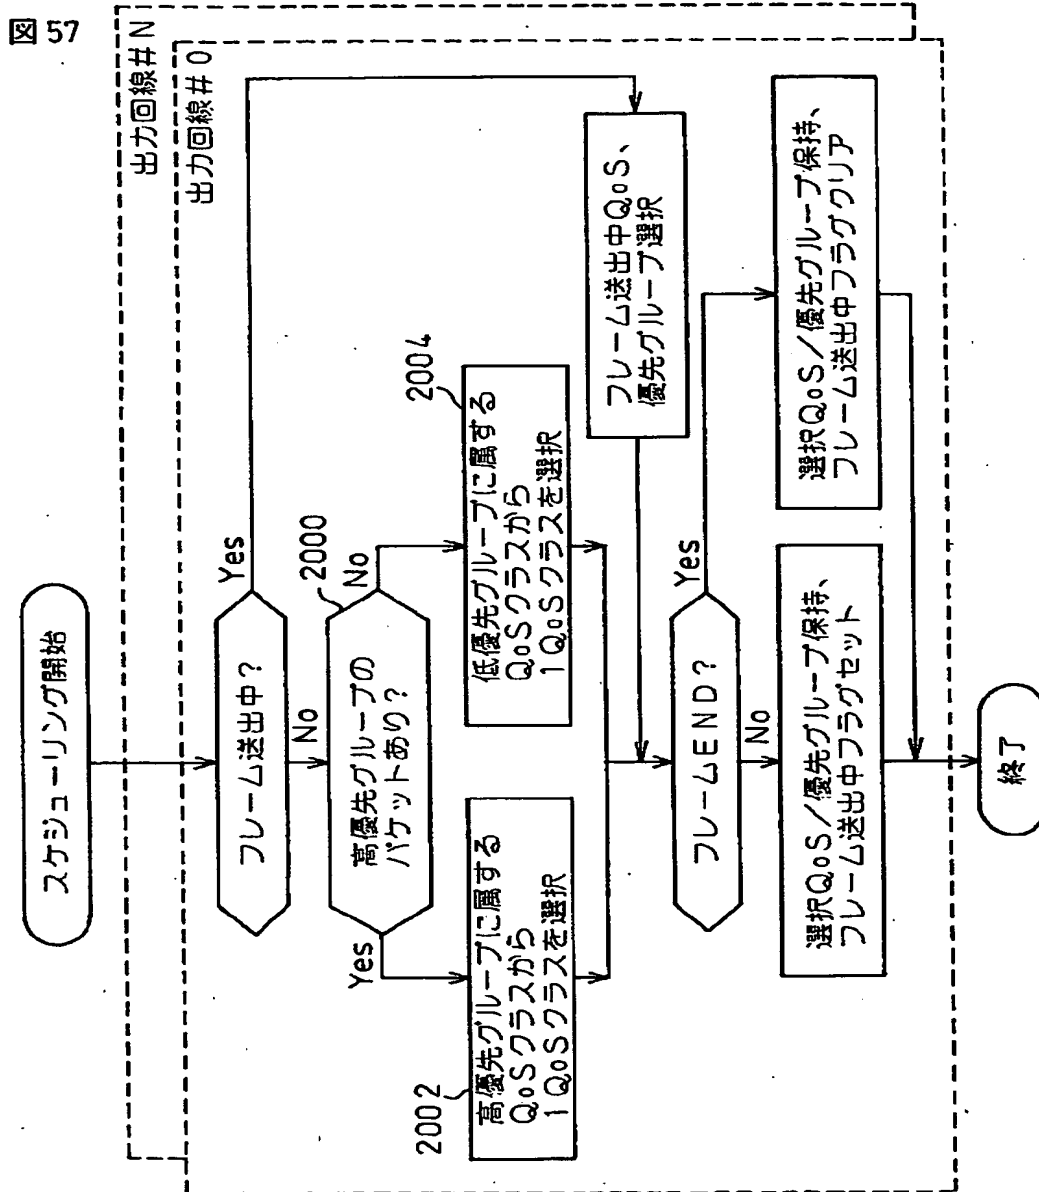 図57
出力回線#N
出力回線#0
スケジューリング開始
フレーム送出中?
Yes
No
2000
高優先グループの
パケットあり?
Yes
No
2002
高優先グループに属する
QoSクラスから
1QoSクラスを選択
2004
低優先グループに属する
QoSクラスから
1QoSクラスを選択
フレーム送出中QoS、
優先グループ選択
フレームEND?
Yes
No
選択QoS/優先グループ保持、
フレーム送出中フラグセット
選択QoS/優先グループ保持、
フレーム送出中フラグクリア
終了